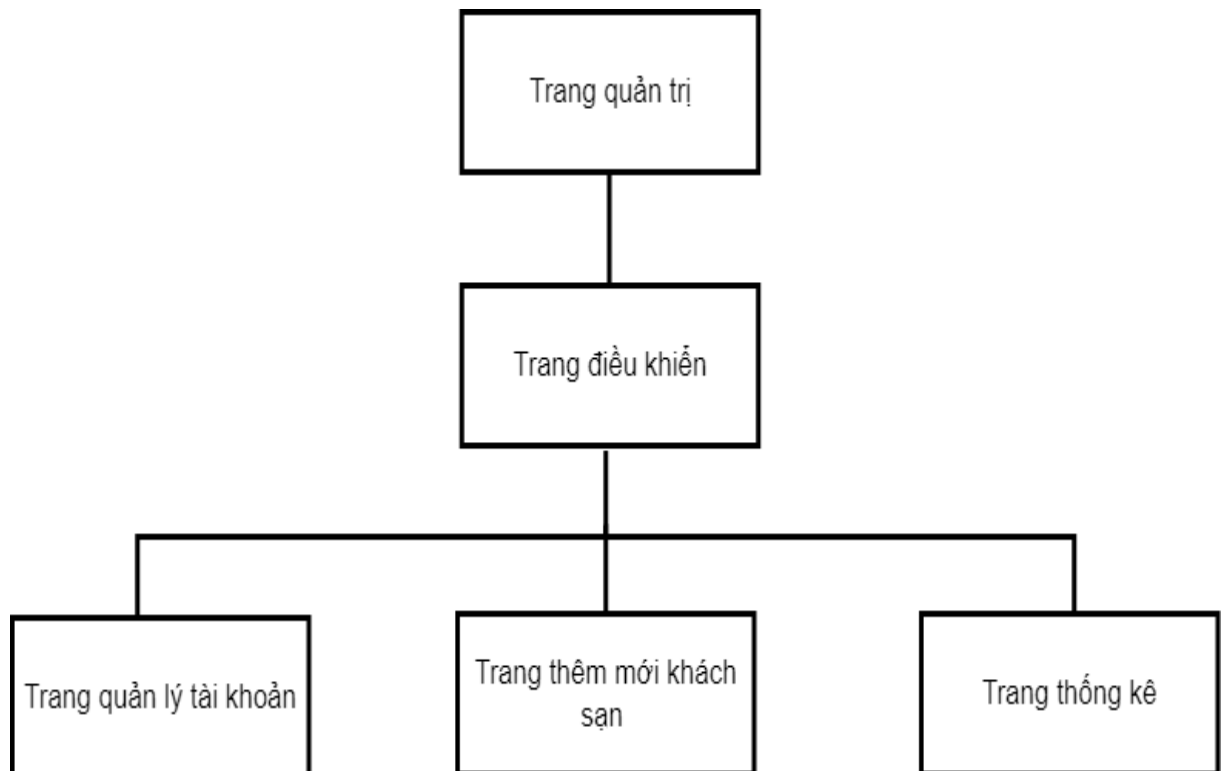 Trang quản trị
Trang điều khiển
Trang quản lý tài khoản
Trang thêm mới khách
sạn
Trang thống kê